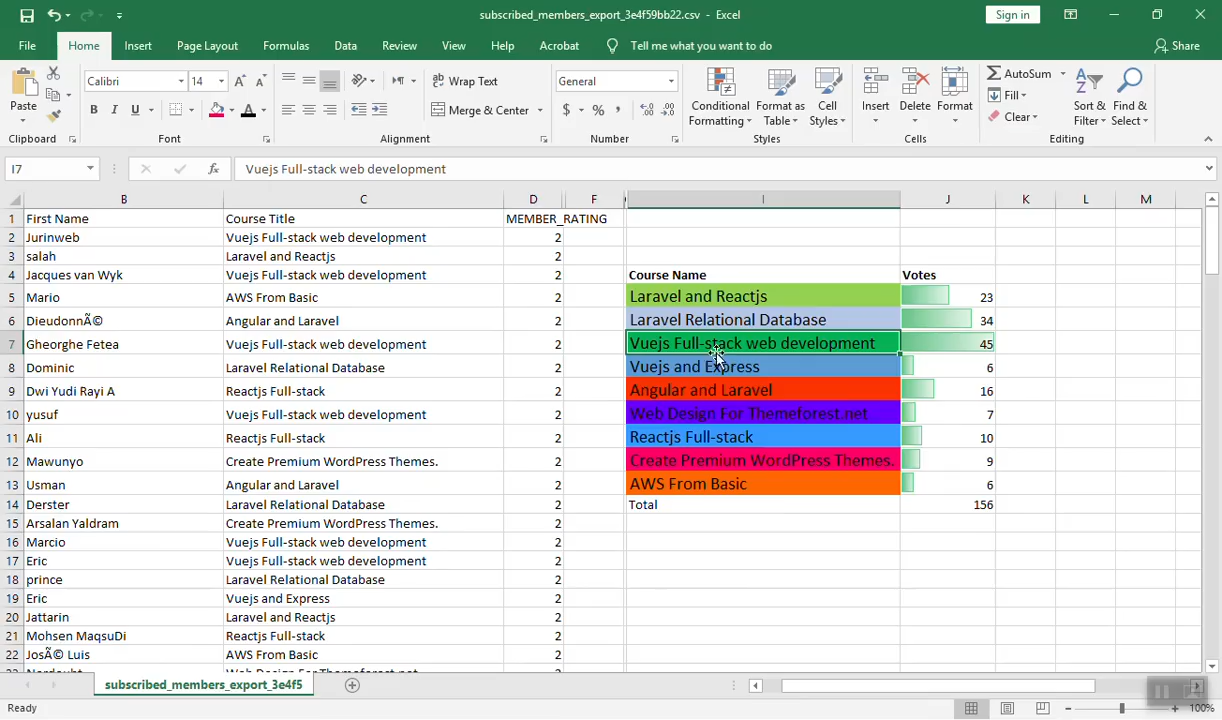 subscribed_members_export_3e4f59bb22.csv - Excel
Sign in
File Home Insert Page Layout Formulas Data Review View Help Acrobat Tell me what you want to do Share
Paste
Calibri 14
B I U
Wrap Text
Merge & Center
General
$ % ,
Conditional Formatting
Format as Table
Cell Styles
Insert Delete Format
AutoSum
Fill
Clear
Sort & Filter
Find & Select
Clipboard Font Alignment Number Styles Cells Editing
I7 fx Vuejs Full-stack web development
B C D F I J K L M
1 First Name Course Title MEMBER_RATING
2 Jurinweb Vuejs Full-stack web development 2
3 salah Laravel and Reactjs 2
4 Jacques van Wyk Vuejs Full-stack web development 2 Course Name Votes
5 Mario AWS From Basic 2 Laravel and Reactjs 23
6 DieudonnÃ© Angular and Laravel 2 Laravel Relational Database 34
7 Gheorghe Fetea Vuejs Full-stack web development 2 Vuejs Full-stack web development 45
8 Dominic Laravel Relational Database 2 Vuejs and Express 6
9 Dwi Yudi Rayi A Reactjs Full-stack 2 Angular and Laravel 16
10 yusuf Vuejs Full-stack web development 2 Web Design For Themeforest.net 7
11 Ali Reactjs Full-stack 2 Reactjs Full-stack 10
12 Mawunyo Create Premium WordPress Themes. 2 Create Premium WordPress Themes. 9
13 Usman Angular and Laravel 2 AWS From Basic 6
14 Derster Laravel Relational Database 2 Total 156
15 Arsalan Yaldram Create Premium WordPress Themes. 2
16 Marcio Vuejs Full-stack web development 2
17 Eric Vuejs Full-stack web development 2
18 prince Laravel Relational Database 2
19 Eric Vuejs and Express 2
20 Jattarin Laravel and Reactjs 2
21 Mohsen MaqsuDi Reactjs Full-stack 2
22 JosÃ© Luis AWS From Basic 2
subscribed_members_export_3e4f5
Ready 100%